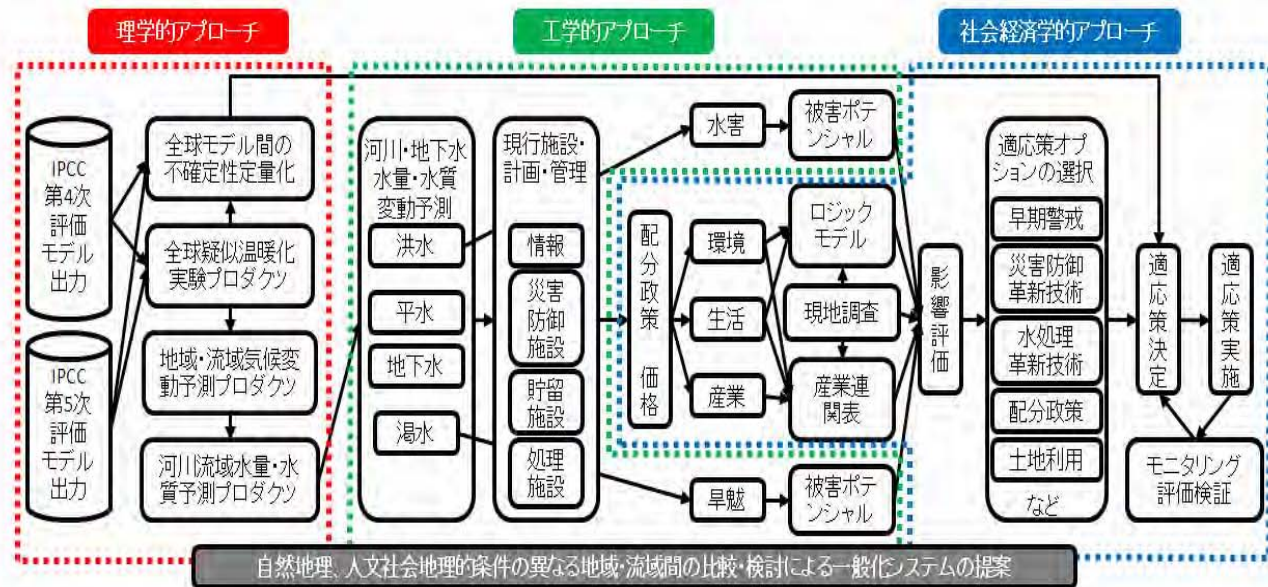 理学的アプローチ
工学的アプローチ
社会経済学的アプローチ
IPCC
第4次
評価
モデル
出力
IPCC
第5次
評価
モデル
出力
全球モデル間の
不確定性定量化
全球疑似温暖化
実験プロダクツ
地域・流域気候変
動予測プロダクツ
河川流域水量・水
質予測プロダクツ
河川・地下水
水量・水質
変動予測
洪水
平水
地下水
渇水
現行施設・
計画・管理
情報
災害
防御
施設
貯留
施設
処理
施設
水害
被害ポテ
ンシャル
配分政策 価格
環境
生活
産業
ロジック
モデル
現地調査
産業連
関表
旱魃
被害ポテ
ンシャル
影響評価
適応策オプ
ションの選択
早期警戒
災害防御
革新技術
水処理
革新技術
配分政策
土地利用
など
適応策決定
適応策実施
モニタリング
評価検証
自然地理、人文社会地理的条件の異なる地域・流域間の比較・検討による一般化システムの提案